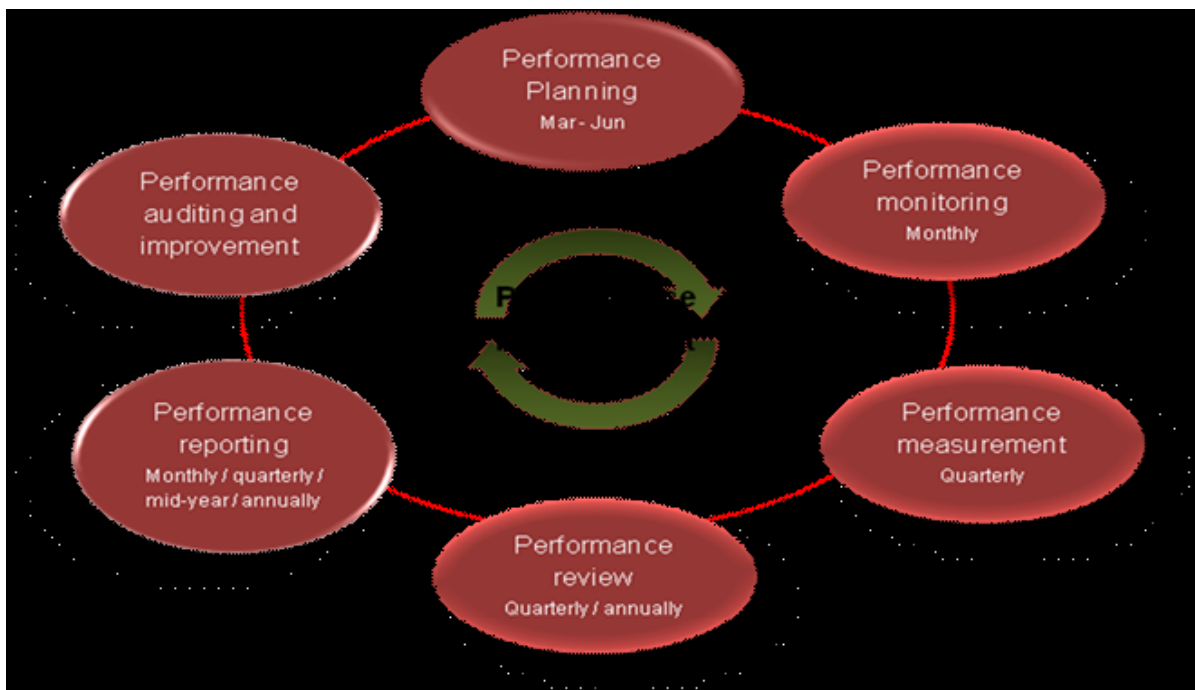 Performance
Planning
Mar - Jun
Performance
monitoring
Monthly
Performance
measurement
Quarterly
Performance
review
Quarterly / annually
Performance
reporting
Monthly / quarterly /
mid-year / annually
Performance
auditing and
improvement